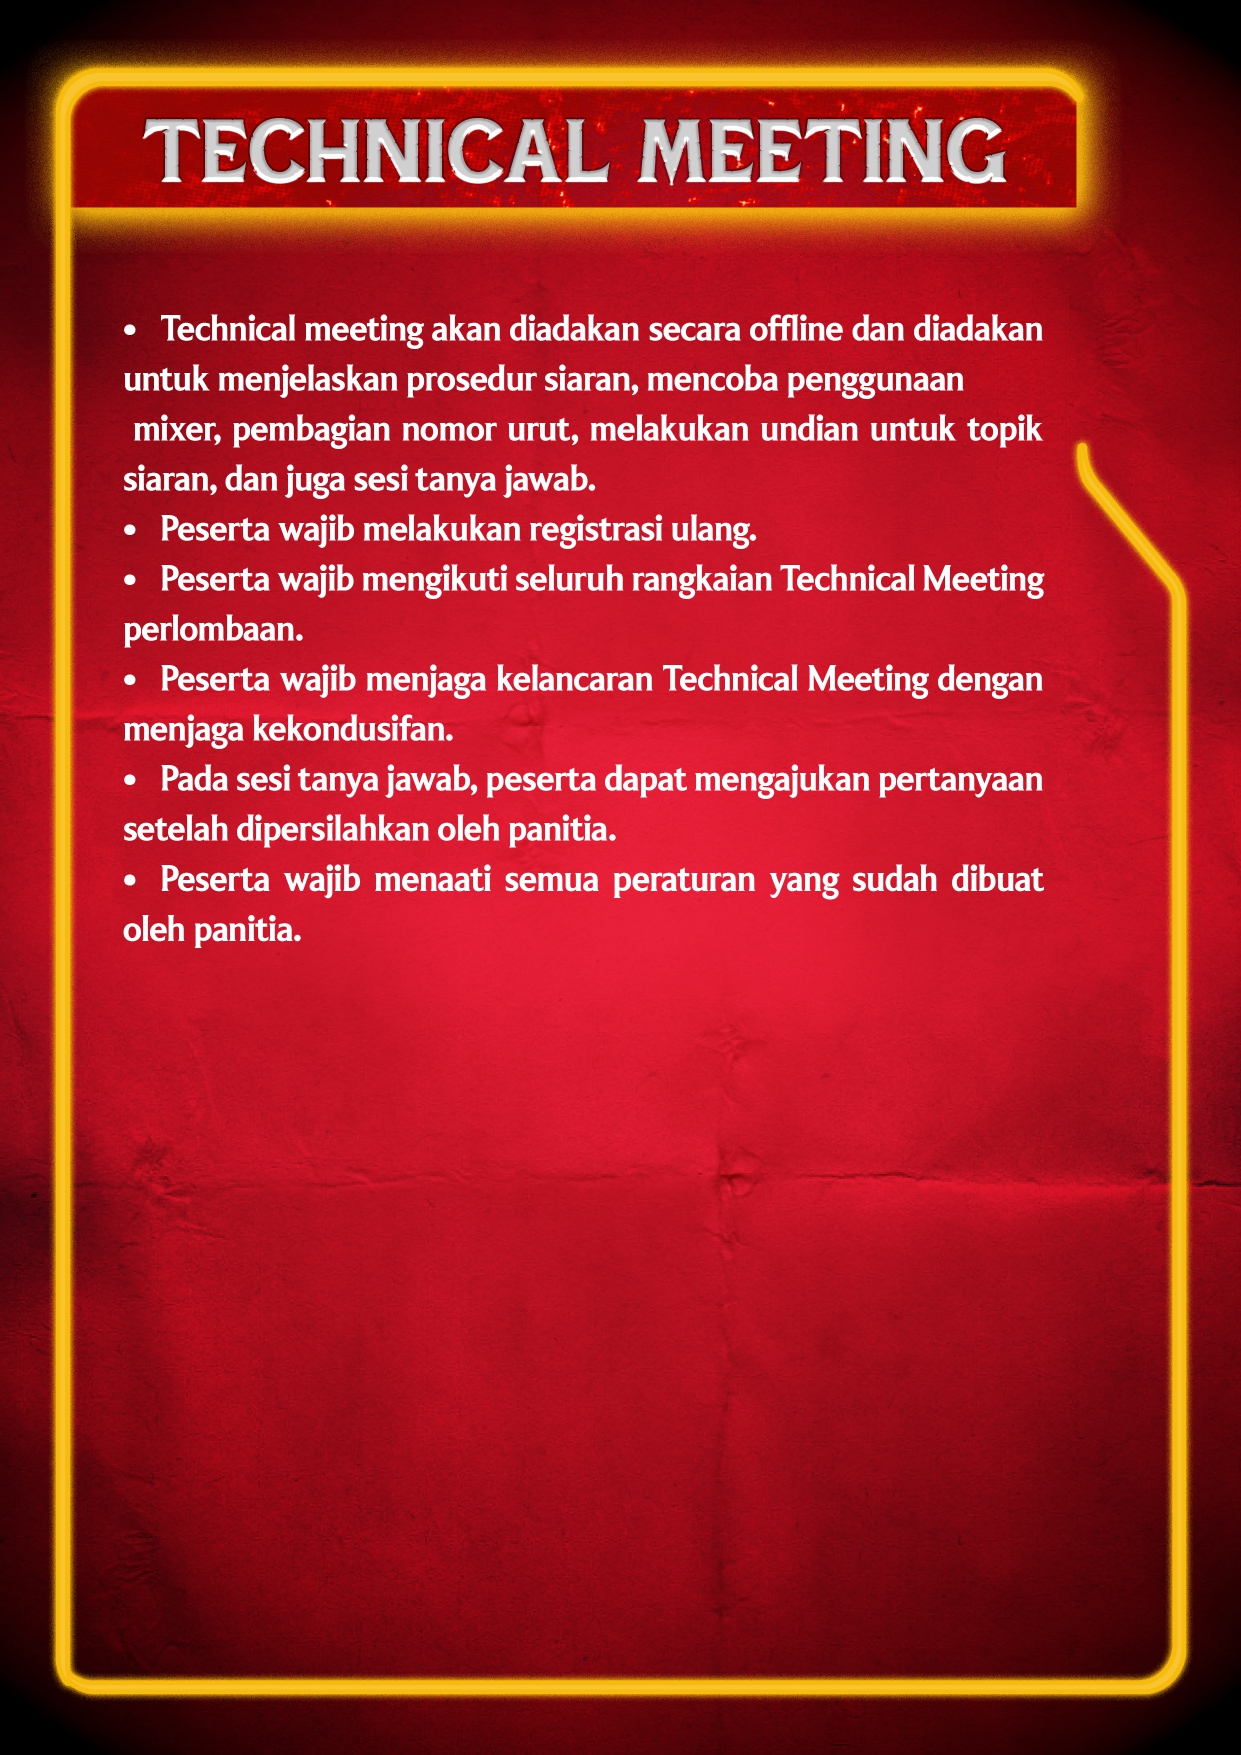 TECHNICAL MEETING
• Technical meeting akan diadakan secara offline dan diadakan
untuk menjelaskan prosedur siaran, mencoba penggunaan
mixer, pembagian nomor urut, melakukan undian untuk topik
siaran, dan juga sesi tanya jawab.
• Peserta wajib melakukan registrasi ulang.
• Peserta wajib mengikuti seluruh rangkaian Technical Meeting
perlombaan.
• Peserta wajib menjaga kelancaran Technical Meeting dengan
menjaga kekondusifan.
• Pada sesi tanya jawab, peserta dapat mengajukan pertanyaan
setelah dipersilahkan oleh panitia.
• Peserta wajib menaati semua peraturan yang sudah dibuat
oleh panitia.